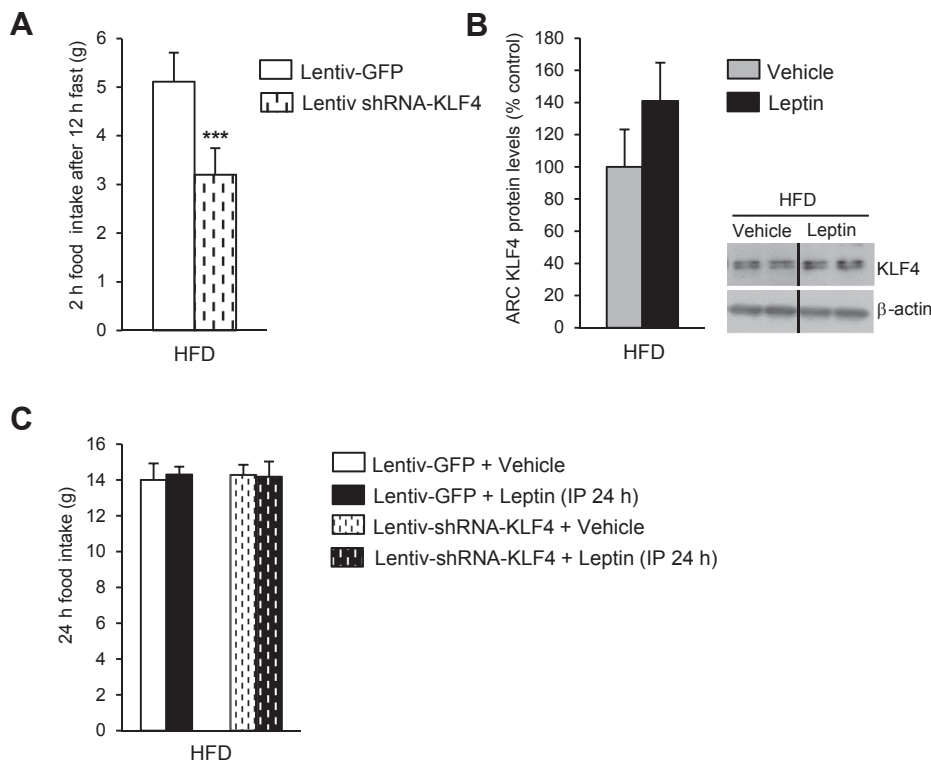 A
2 h food intake after 12 h fast (g)
6
5
4
3
2
1
0
***
HFD
Lentiv-GFP
Lentiv shRNA-KLF4
B
ARC KLF4 protein levels (% control)
180
160
140
120
100
80
60
40
20
0
HFD
Vehicle
Leptin
HFD
Vehicle Leptin
KLF4
β-actin
C
24 h food intake (g)
16
14
12
10
8
6
4
2
0
HFD
Lentiv-GFP + Vehicle
Lentiv-GFP + Leptin (IP 24 h)
Lentiv-shRNA-KLF4 + Vehicle
Lentiv-shRNA-KLF4 + Leptin (IP 24 h)